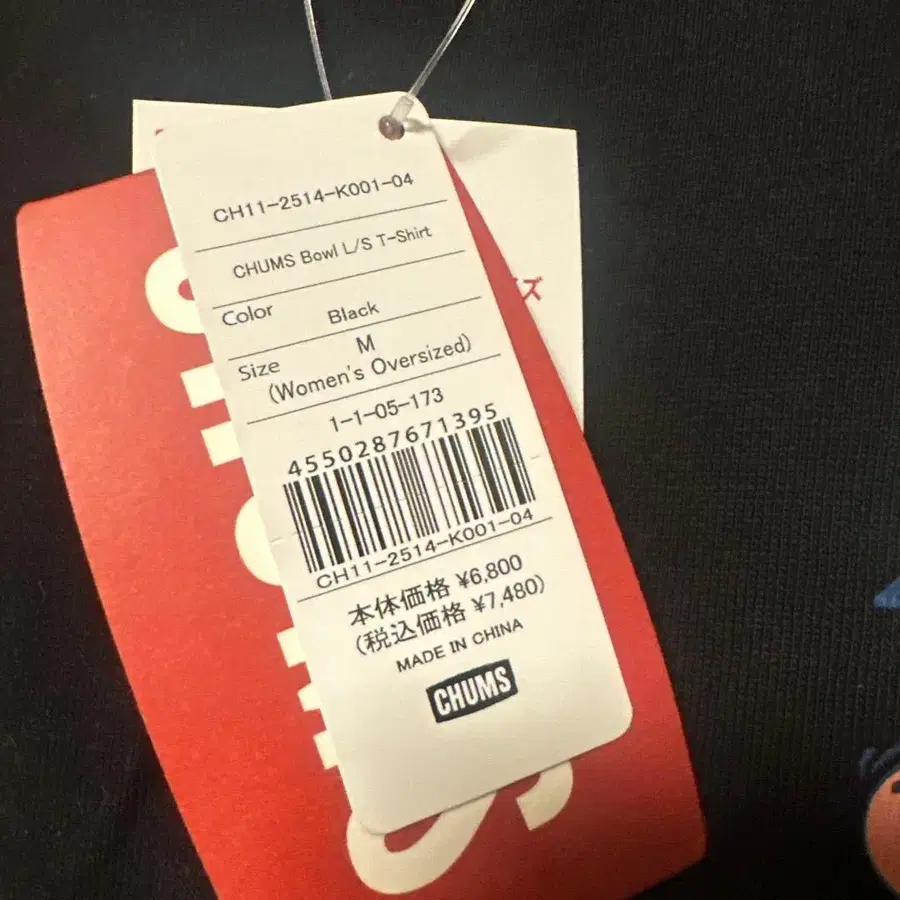 CH11-2514-K001-04
CHUMS Bowl L/S T-Shirt
Color Black
Size M
(Women's Oversized)
1-1-05-173
4550287671395
CH11-2514-K001-04
本体価格 ¥6,800
(税込価格 ¥7,480)
MADE IN CHINA
CHUMS
ズ